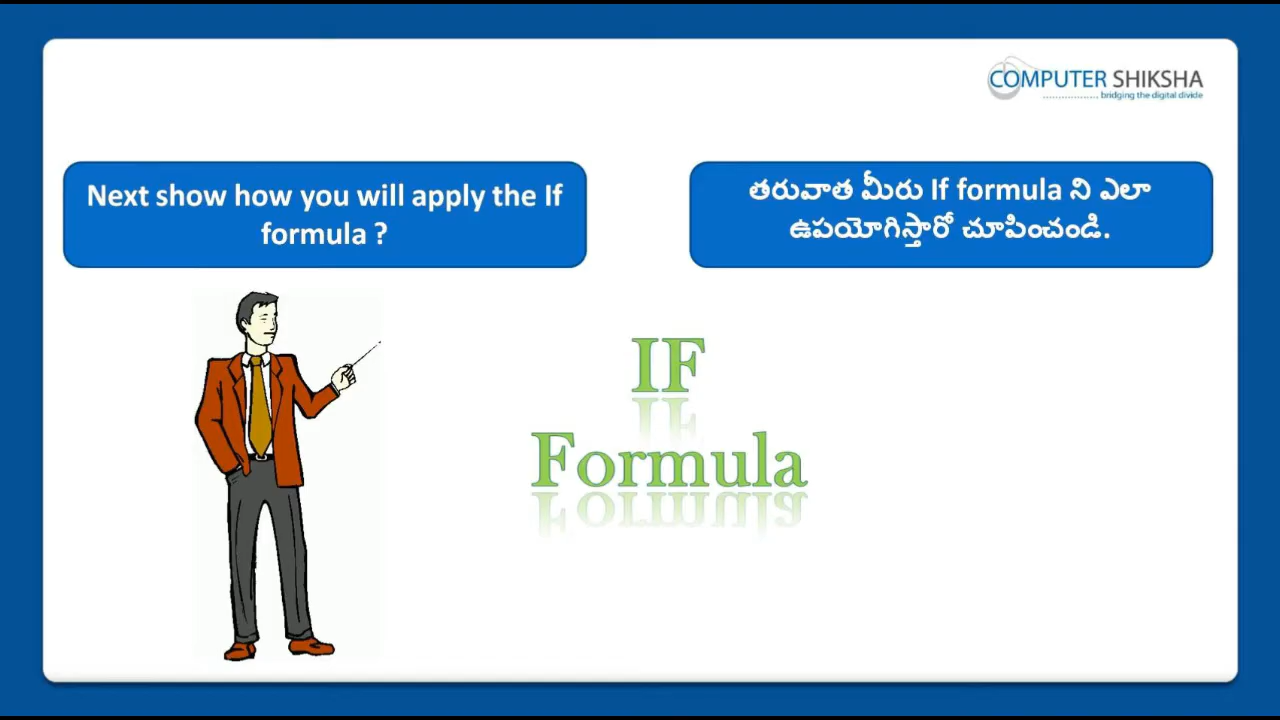 COMPUTER SHIKSHA
bridging the digital divide
Next show how you will apply the If
formula ?
తరువాత మీరు If formula ని ఎలా
ఉపయోగిస్తారో చూపించండి.
IF
Formula